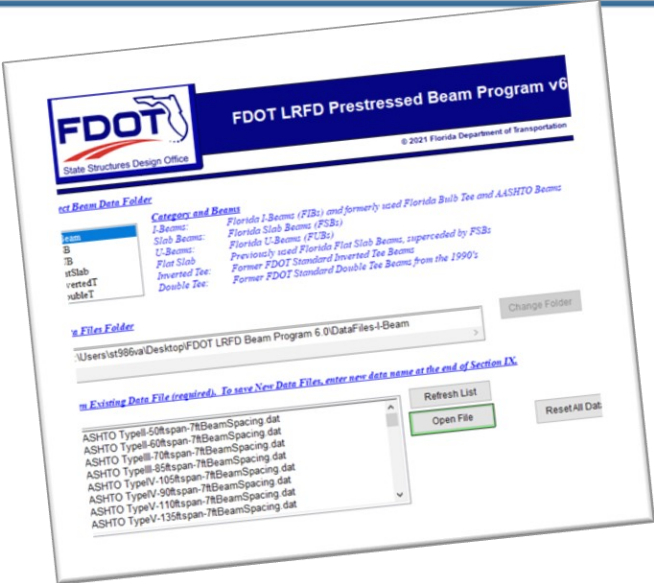 FDOT
State Structures Design Office
FDOT LRFD Prestressed Beam Program v6
© 2021 Florida Department of Transportation
ect Beam Data Folder
Category and Beams
I-Beams: Florida I-Beams (FIBs) and formerly used Florida Bulb Tee and AASHTO Beams
Slab Beams: Florida Slab Beams (FSBs)
U-Beams: Florida U-Beams (FUBs)
Flat Slab Previously used Florida Flat Slab Beams, superceded by FSBs
Inverted Tee: Former FDOT Standard Inverted Tee Beams
Double Tee: Former FDOT Standard Double Tee Beams from the 1990's
Beam
B
B
atSlab
vertedT
oubleT
Files Folder
:\Users\st986va\Desktop\FDOT LRFD Beam Program 6.0\DataFiles-I-Beam
Change Folder
Existing Data File (required). To save New Data Files, enter new data name at the end of Section IX.
ASHTO TypeII-50ftspan-7ftBeamSpacing.dat
ASHTO TypeII-60ftspan-7ftBeamSpacing.dat
ASHTO TypeIII-70ftspan-7ftBeamSpacing.dat
ASHTO TypeIII-85ftspan-7ftBeamSpacing.dat
ASHTO TypeIV-105ftspan-7ftBeamSpacing.dat
ASHTO TypeIV-90ftspan-7ftBeamSpacing.dat
ASHTO TypeV-110ftspan-7ftBeamSpacing.dat
ASHTO TypeV-135ftspan-7ftBeamSpacing.dat
Refresh List
Open File
Reset All Data